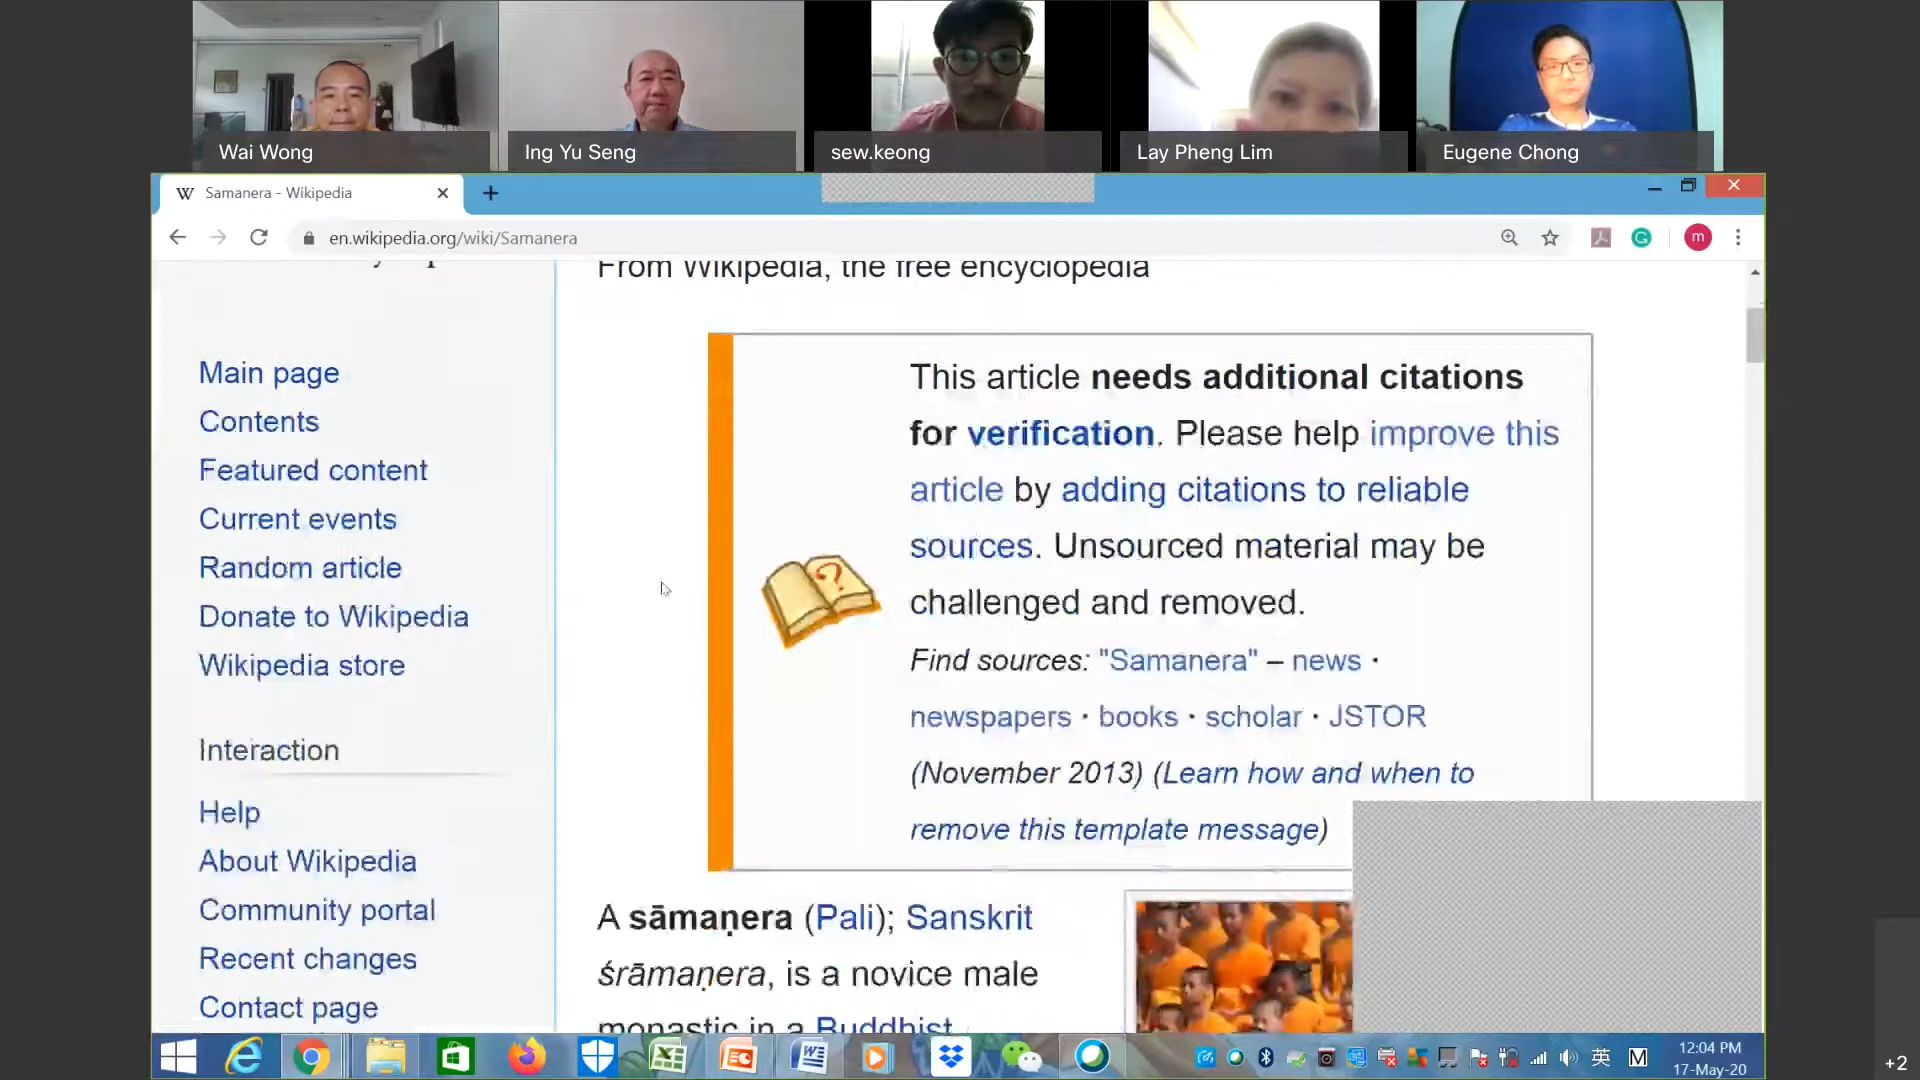 Wai Wong
Ing Yu Seng
sew.keong
Lay Pheng Lim
Eugene Chong
W Samanera - Wikipedia
en.wikipedia.org/wiki/Samanera
G
m
From Wikipedia, the free encyclopedia
Main page
Contents
Featured content
Current events
Random article
Donate to Wikipedia
Wikipedia store
Interaction
Help
About Wikipedia
Community portal
Recent changes
Contact page
This article needs additional citations
for verification. Please help improve this
article by adding citations to reliable
sources. Unsourced material may be
challenged and removed.
Find sources: "Samanera" – news ·
newspapers · books · scholar · JSTOR
(November 2013) (Learn how and when to
remove this template message)
A sāmaṇera (Pali); Sanskrit
śrāmaṇera, is a novice male
monastic in a Buddhist
英
M
12:04 PM
17-May-20
+2